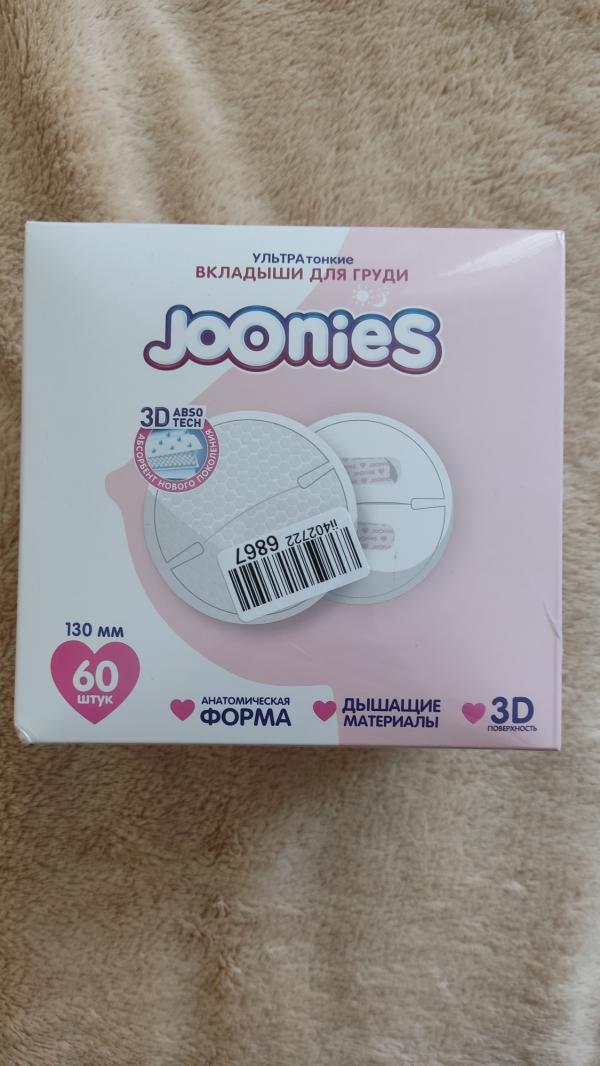 УЛЬТРАтонкие
ВКЛАДЫШИ ДЛЯ ГРУДИ
JOONIES
3D ABSO
TECH
АБСОРБЕНТ НОВОГО ПОКОЛЕНИЯ
ii402722 6867
130 мм
60
штук
АНАТОМИЧЕСКАЯ
ФОРМА
ДЫШАЩИЕ
МАТЕРИАЛЫ
3D
ПОВЕРХНОСТЬ